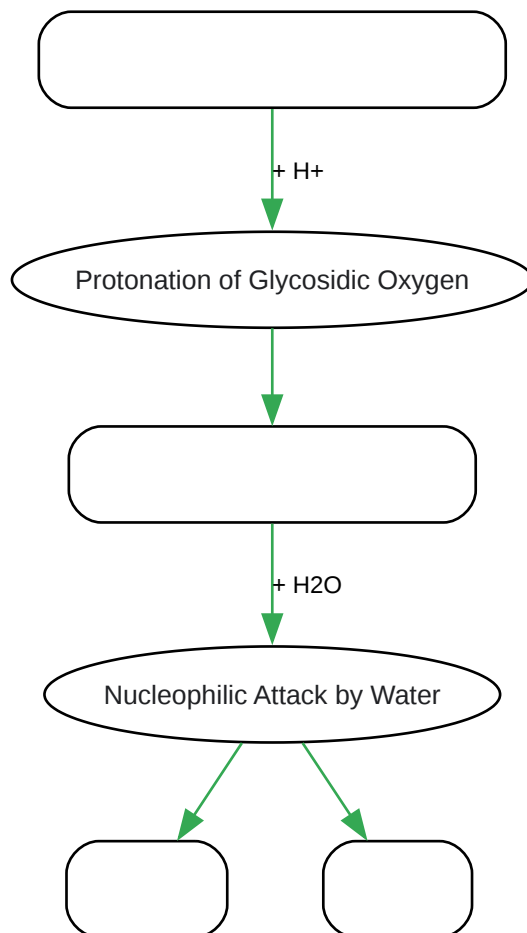 + H+
Protonation of Glycosidic Oxygen
+ H2O
Nucleophilic Attack by Water